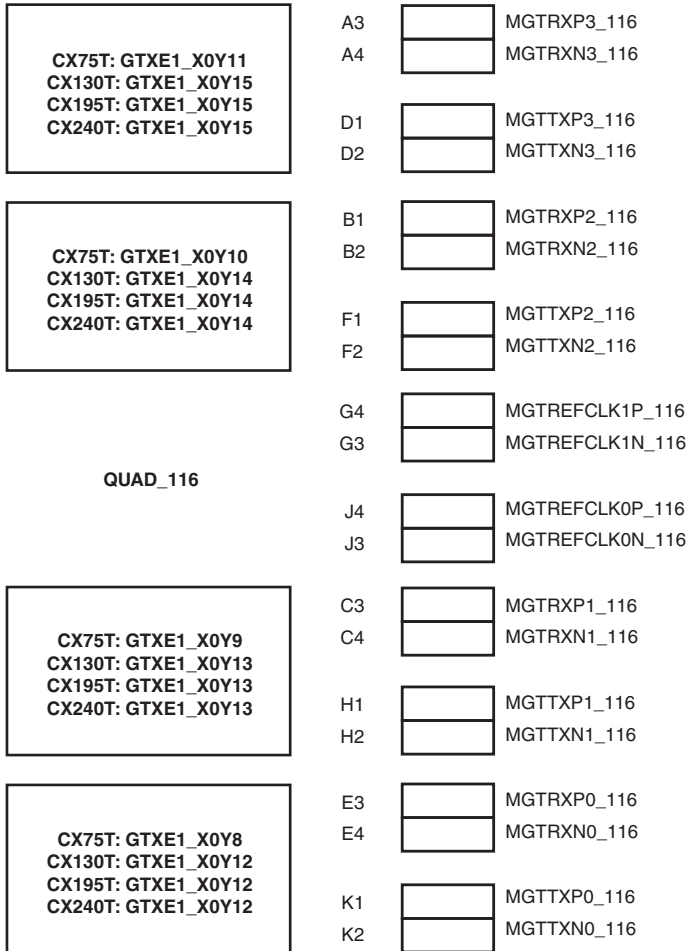 A3 MGTRXP3_116
CX75T: GTXE1_X0Y11
A4 MGTRXN3_116
CX130T: GTXE1_X0Y15
CX195T: GTXE1_X0Y15
CX240T: GTXE1_X0Y15
D1 MGTTXP3_116
D2 MGTTXN3_116
B1 MGTRXP2_116
B2 MGTRXN2_116
CX75T: GTXE1_X0Y10
CX130T: GTXE1_X0Y14
CX195T: GTXE1_X0Y14
CX240T: GTXE1_X0Y14
F1 MGTTXP2_116
F2 MGTTXN2_116
G4 MGTREFCLK1P_116
G3 MGTREFCLK1N_116
QUAD_116
J4 MGTREFCLK0P_116
J3 MGTREFCLK0N_116
C3 MGTRXP1_116
C4 MGTRXN1_116
CX75T: GTXE1_X0Y9
CX130T: GTXE1_X0Y13
CX195T: GTXE1_X0Y13
CX240T: GTXE1_X0Y13
H1 MGTTXP1_116
H2 MGTTXN1_116
E3 MGTRXP0_116
E4 MGTRXN0_116
CX75T: GTXE1_X0Y8
CX130T: GTXE1_X0Y12
CX195T: GTXE1_X0Y12
CX240T: GTXE1_X0Y12
K1 MGTTXP0_116
K2 MGTTXN0_116